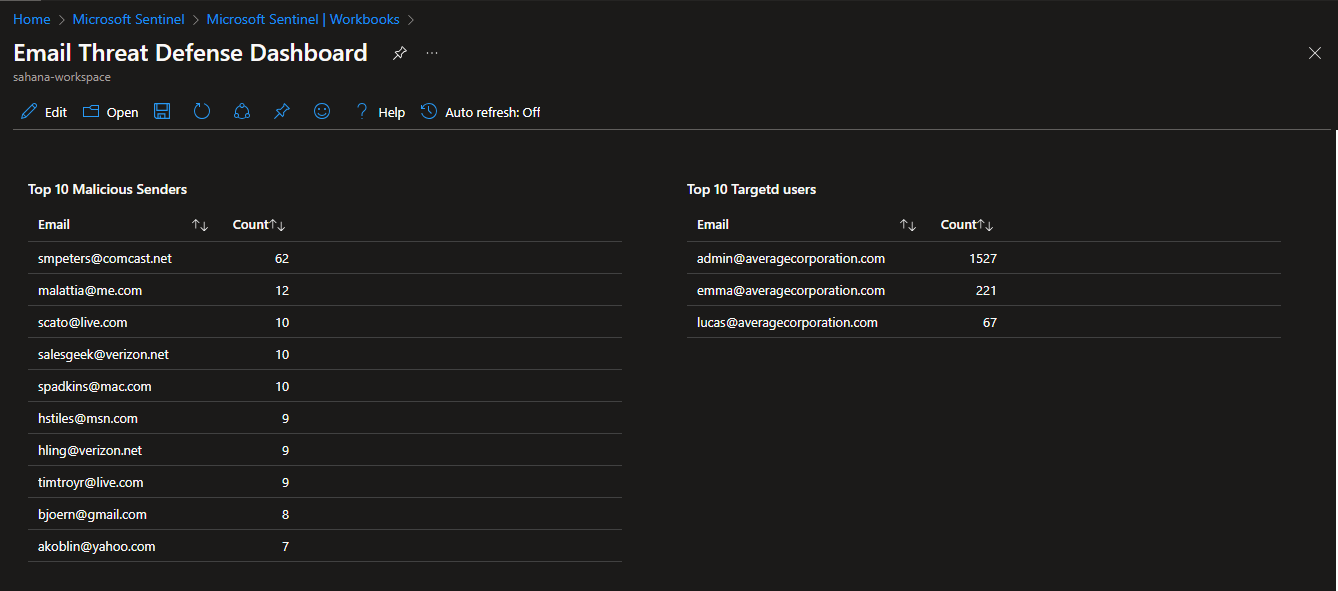 Home > Microsoft Sentinel > Microsoft Sentinel | Workbooks >
Email Threat Defense Dashboard ...
sahana-workspace
Edit Open ? Help Auto refresh: Off
Top 10 Malicious Senders
Email ↑↓ Count↑↓
smpeters@comcast.net 62
malattia@me.com 12
scato@live.com 10
salesgeek@verizon.net 10
spadkins@mac.com 10
hstiles@msn.com 9
hling@verizon.net 9
timtroyr@live.com 9
bjoern@gmail.com 8
akoblin@yahoo.com 7
Top 10 Targetd users
Email ↑↓ Count↑↓
admin@averagecorporation.com 1527
emma@averagecorporation.com 221
lucas@averagecorporation.com 67